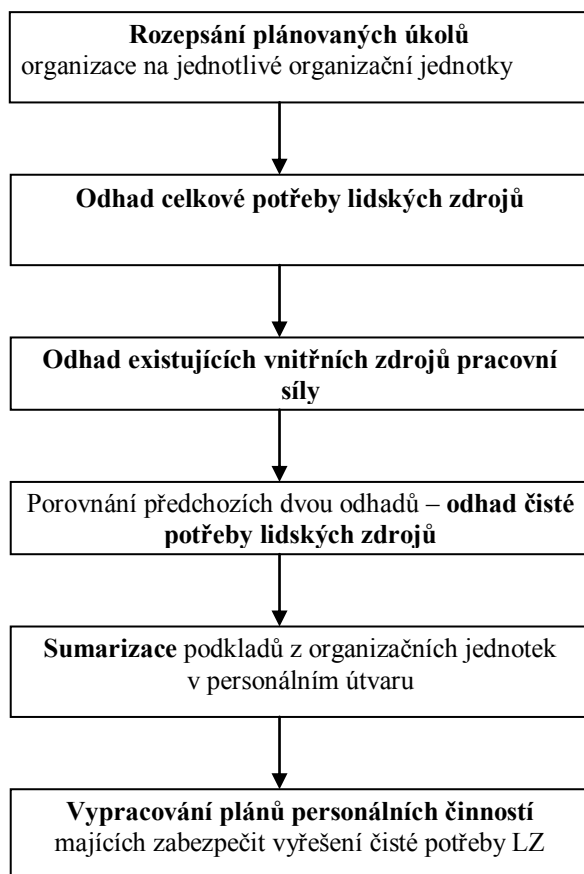 Rozepsání plánovaných úkolů
organizace na jednotlivé organizační jednotky
Odhad celkové potřeby lidských zdrojů
Odhad existujících vnitřních zdrojů pracovní
síly
Porovnání předchozích dvou odhadů – odhad čisté
potřeby lidských zdrojů
Sumarizace podkladů z organizačních jednotek
v personálním útvaru
Vypracování plánů personálních činností
majících zabezpečit vyřešení čisté potřeby LZ